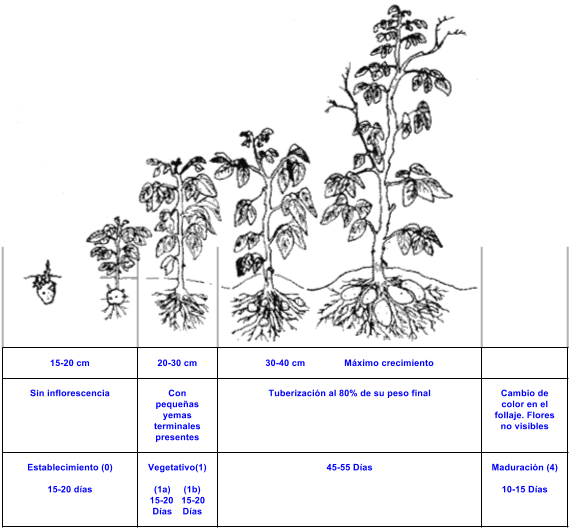 15-20 cm
20-30 cm
30-40 cm
Máximo crecimiento
Sin inflorescencia
Con
pequeñas
yemas
terminales
presentes
Tuberización al 80% de su peso final
Cambio de
color en el
follaje. Flores
no visibles
Establecimiento (0)
15-20 días
Vegetativo(1)
(1a) (1b)
15-20 15-20
Días Días
45-55 Días
Maduración (4)
10-15 Días